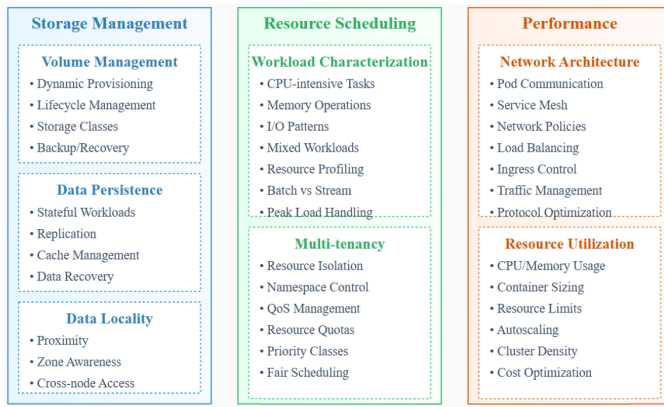 Storage Management
Volume Management
• Dynamic Provisioning
• Lifecycle Management
• Storage Classes
• Backup/Recovery
Data Persistence
• Stateful Workloads
• Replication
• Cache Management
• Data Recovery
Data Locality
• Proximity
• Zone Awareness
• Cross-node Access
Resource Scheduling
Workload Characterization
• CPU-intensive Tasks
• Memory Operations
• I/O Patterns
• Mixed Workloads
• Resource Profiling
• Batch vs Stream
• Peak Load Handling
Multi-tenancy
• Resource Isolation
• Namespace Control
• QoS Management
• Resource Quotas
• Priority Classes
• Fair Scheduling
Performance
Network Architecture
• Pod Communication
• Service Mesh
• Network Policies
• Load Balancing
• Ingress Control
• Traffic Management
• Protocol Optimization
Resource Utilization
• CPU/Memory Usage
• Container Sizing
• Resource Limits
• Autoscaling
• Cluster Density
• Cost Optimization